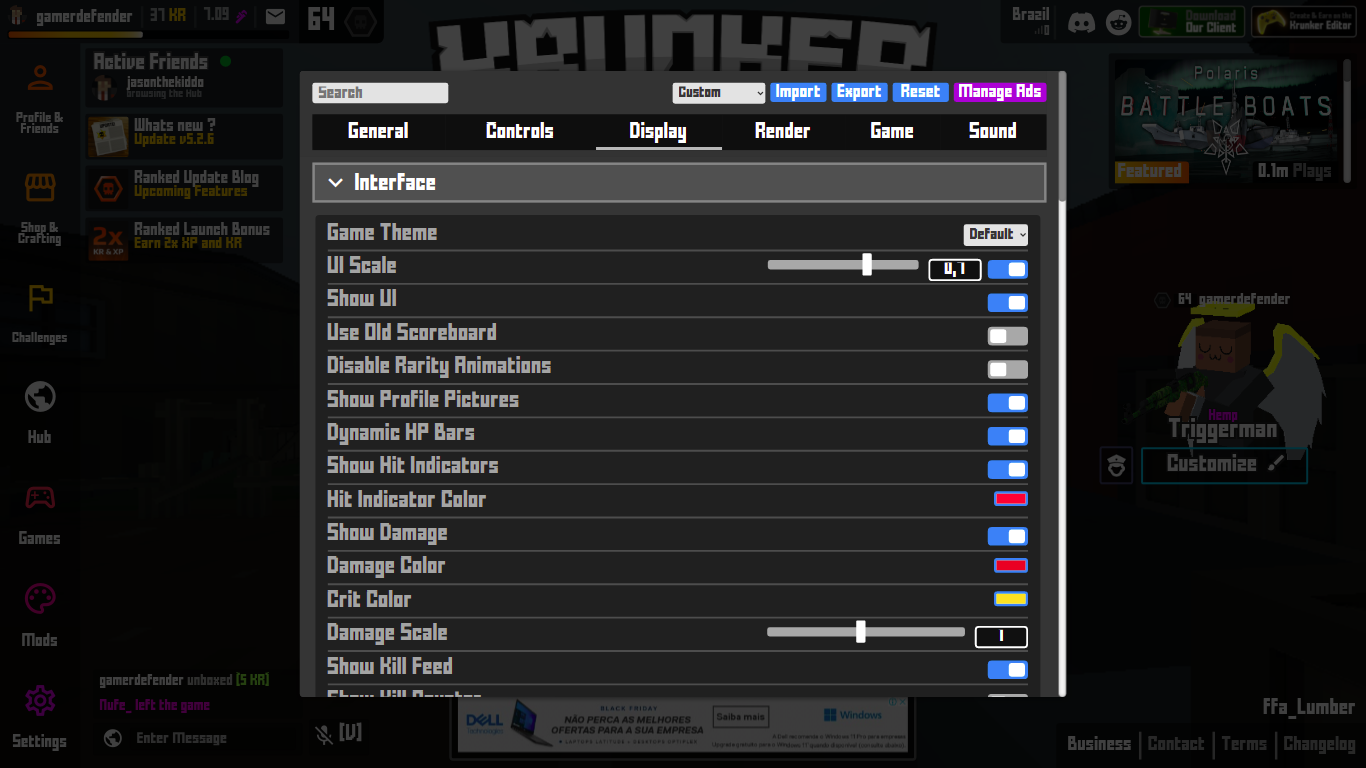 gamerdefender
37 KR
7.09
64
KRUNKER
Brazil
0
Download
Our Client
Create & Earn on the
Krunker Editor
Active Friends
jasonthekiddo
browsing the Hub
Whats new ?
Update v5.2.6
Ranked Update Blog
Upcoming Features
2x
KR & XP
Ranked Launch Bonus
Earn 2x XP and KR
Profile &
Friends
Shop &
Crafting
Challenges
Hub
Games
Mods
Settings
Search
Custom
Import
Export
Reset
Manage Ads
General
Controls
Display
Render
Game
Sound
Interface
Game Theme
Default
UI Scale
0,7
Show UI
Use Old Scoreboard
Disable Rarity Animations
Show Profile Pictures
Dynamic HP Bars
Show Hit Indicators
Hit Indicator Color
Show Damage
Damage Color
Crit Color
Damage Scale
1
Show Kill Feed
Show Kill Counter
Polaris
BATTLE BOATS
Featured
0.1m Plays
64 gamerdefender
Hemp
Triggerman
Customize
gamerdefender unboxed [5 KR]
Nufe_ left the game
Enter Message
[V]
DELL
Technologies
BLACK FRIDAY
NÃO PERCA AS MELHORES
OFERTAS PARA A SUA EMPRESA
Saiba mais
Windows
ffa_Lumber
Business
Contact
Terms
Changelog